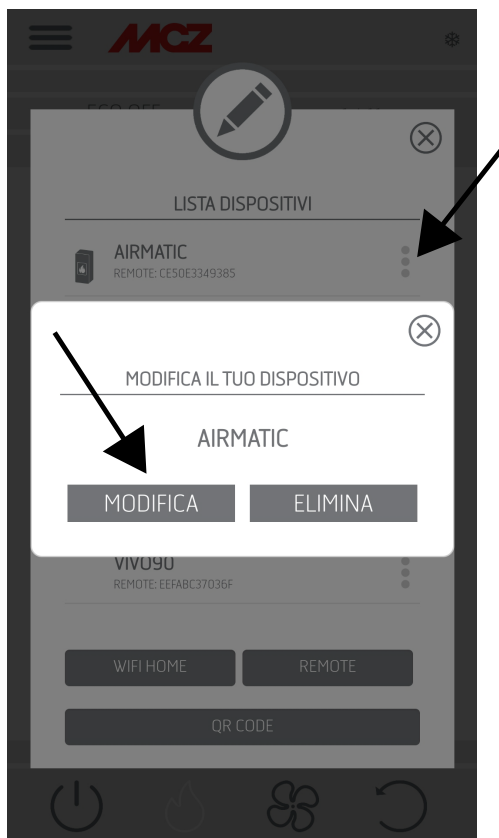 MCZ
LISTA DISPOSITIVI
AIRMATIC
REMOTE: CE50E3349385
MODIFICA IL TUO DISPOSITIVO
AIRMATIC
MODIFICA ELIMINA
VIVO90
REMOTE: EEFABC37036F
WIFI HOME REMOTE
QR CODE